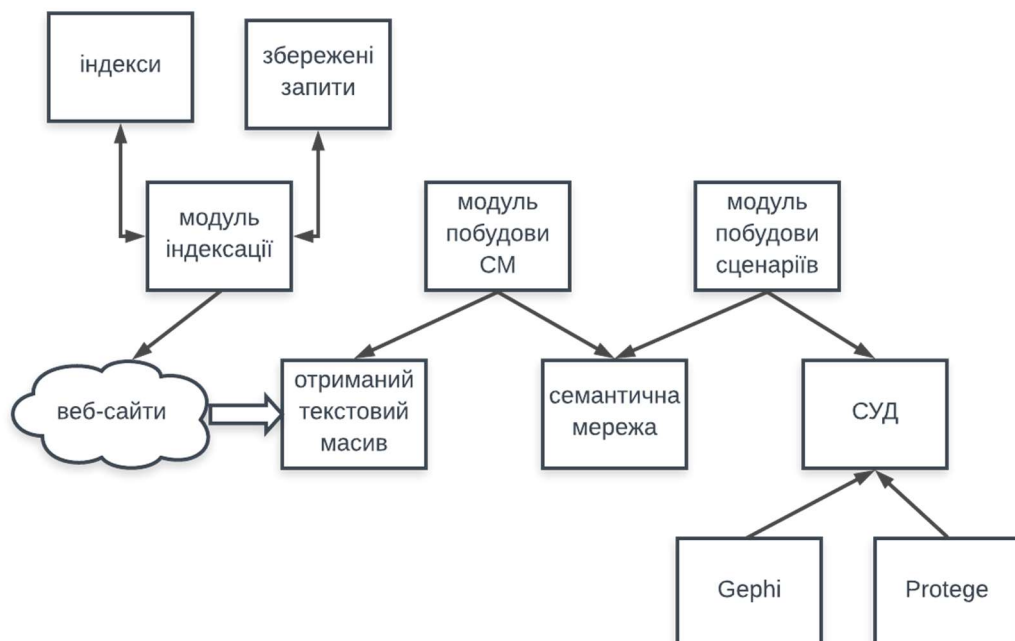 індекси
збережені
запити
модуль
індексації
модуль
побудови
СМ
модуль
побудови
сценаріїв
веб-сайти
отриманий
текстовий
масив
семантична
мережа
СУД
Gephi
Protege